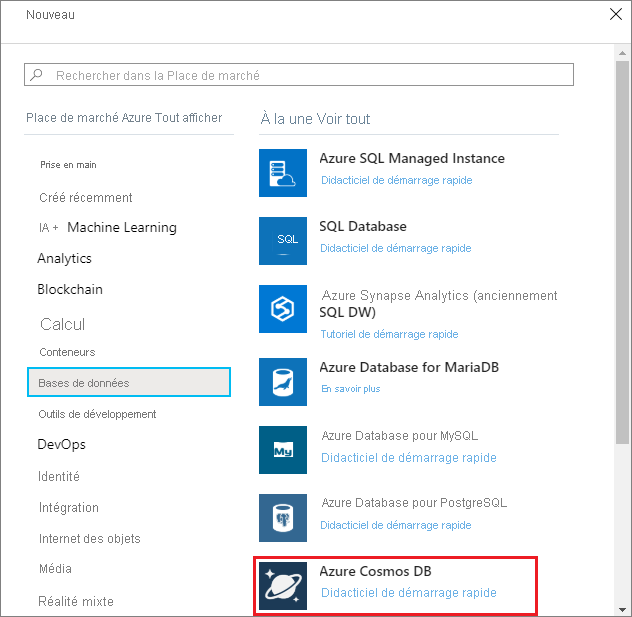 Nouveau
Rechercher dans la Place de marché
Place de marché Azure Tout afficher
Prise en main
Créé récemment
IA + Machine Learning
Analytics
Blockchain
Calcul
Conteneurs
Bases de données
Outils de développement
DevOps
Identité
Intégration
Internet des objets
Média
Réalité mixte
À la une Voir tout
Azure SQL Managed Instance
Didacticiel de démarrage rapide
SQL
SQL Database
Didacticiel de démarrage rapide
Azure Synapse Analytics (anciennement
SQL DW)
Tutoriel de démarrage rapide
Azure Database for MariaDB
En savoir plus
My
Azure Database pour MySQL
Didacticiel de démarrage rapide
Azure Database pour PostgreSQL
Didacticiel de démarrage rapide
Azure Cosmos DB
Didacticiel de démarrage rapide